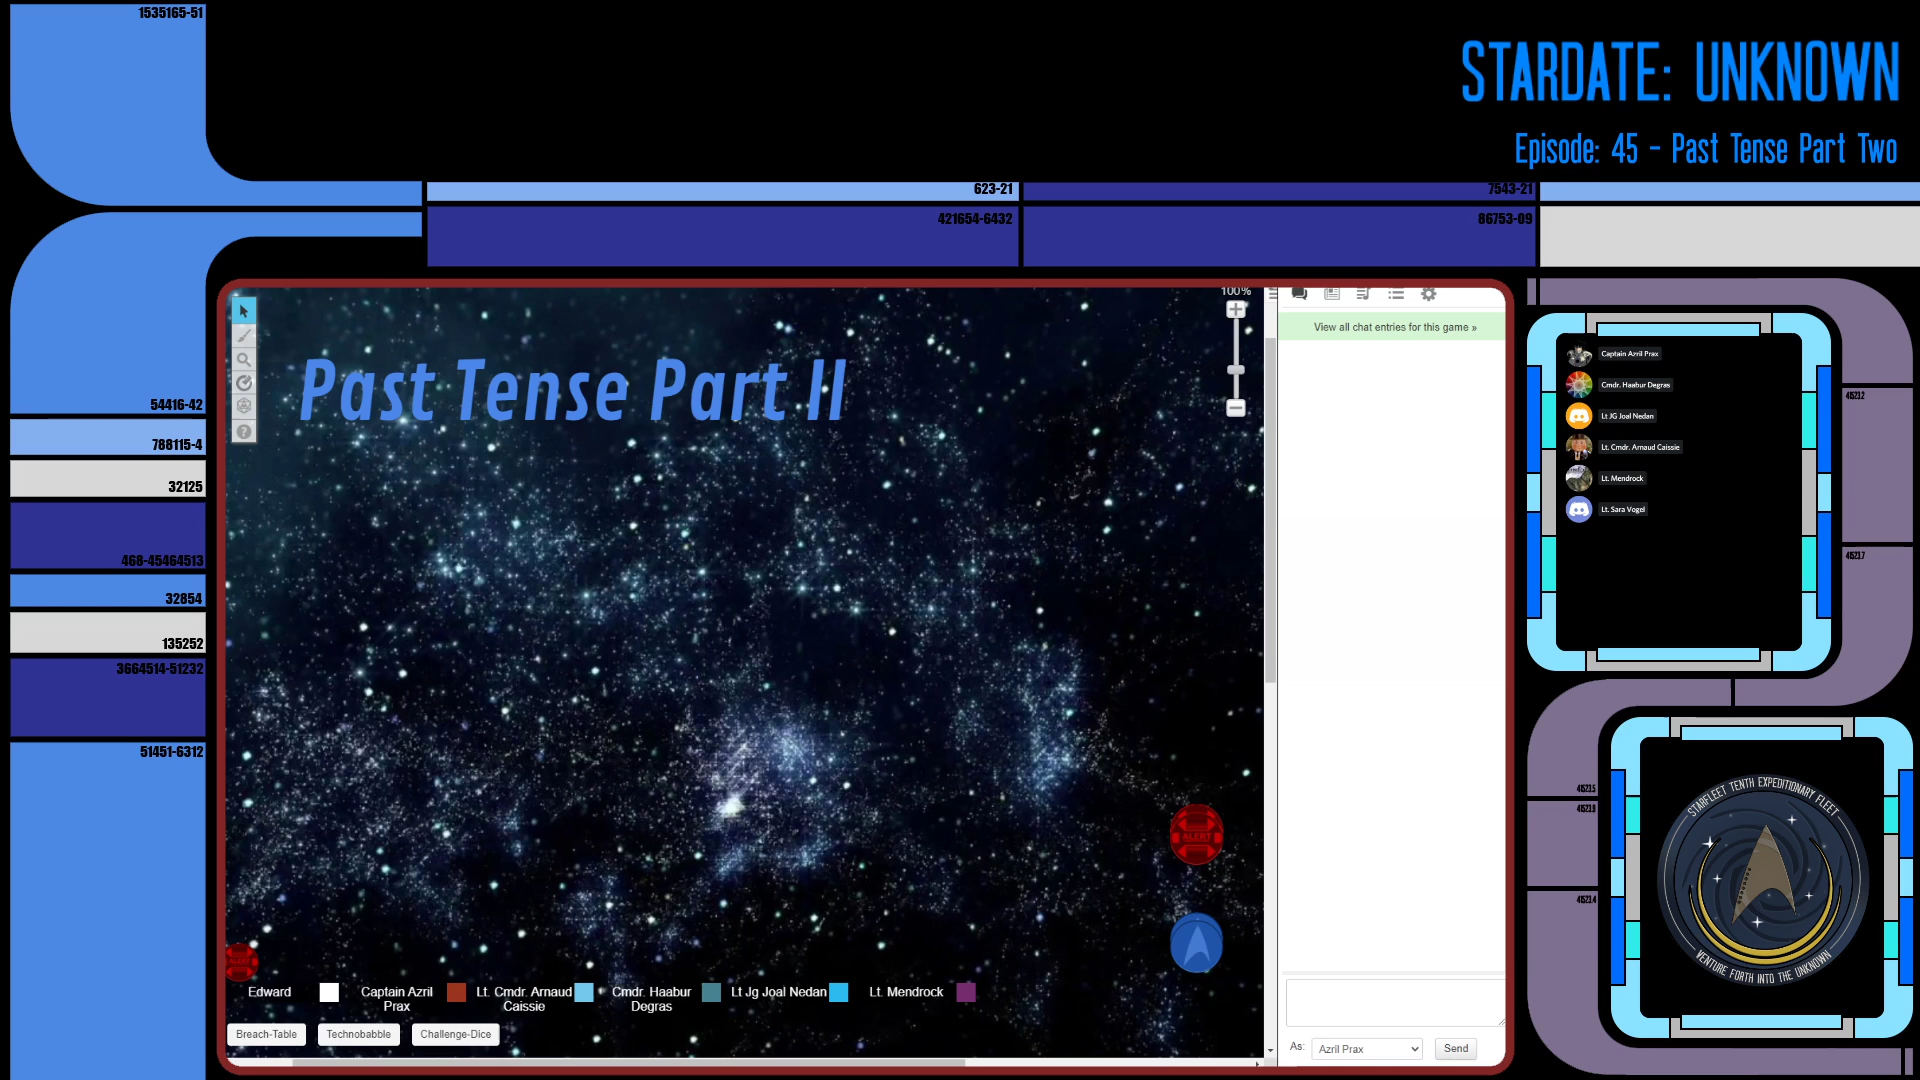 1535165-51
STARDATE: UNKNOWN
Episode: 45 - Past Tense Part Two
623-21
7543-21
421654-6432
86753-09
54416-42
788115-4
32125
468-45464513
32854
135252
3664514-51232
51451-6312
Past Tense Part II
100%
View all chat entries for this game »
Captain Azril Prax
Cmdr. Haabur Degras
Lt JG Joal Nedan
Lt. Cmdr. Arnaud Caissie
Lt. Mendrock
Lt. Sara Vogel
ALERT
Edward
Captain Azril
Prax
Lt. Cmdr. Arnaud
Caissie
Cmdr. Haabur
Degras
Lt Jg Joal Nedan
Lt. Mendrock
Breach-Table
Technobabble
Challenge-Dice
As:
Azril Prax
Send
STARFLEET TENTH EXPEDITIONARY FLEET
VENTURE FORTH INTO THE UNKNOWN